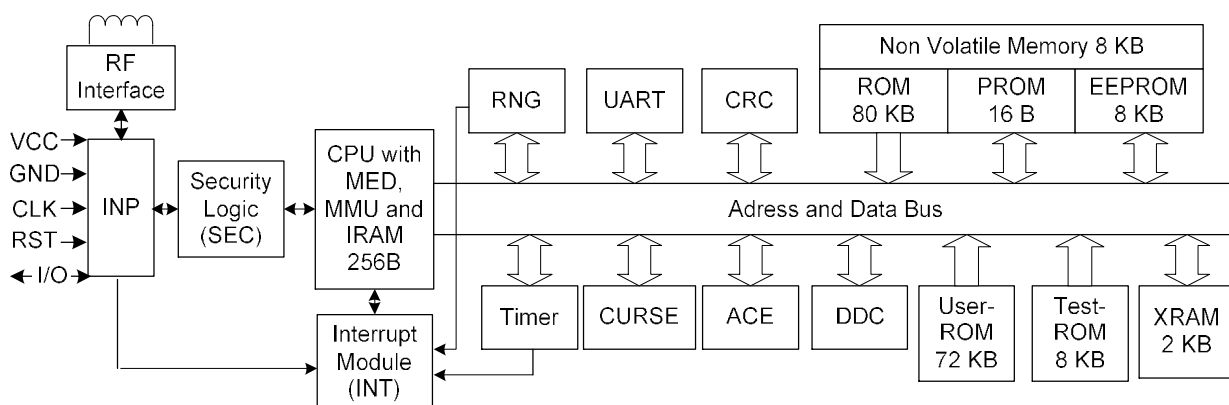 RF
Interface
VCC
GND
CLK
RST
I/O
INP
Security
Logic
(SEC)
CPU with
MED,
MMU and
IRAM
256B
Interrupt
Module
(INT)
RNG
UART
CRC
Non Volatile Memory 8 KB
ROM
80 KB
PROM
16 B
EEPROM
8 KB
Adress and Data Bus
Timer
CURSE
ACE
DDC
User-
ROM
72 KB
Test-
ROM
8 KB
XRAM
2 KB